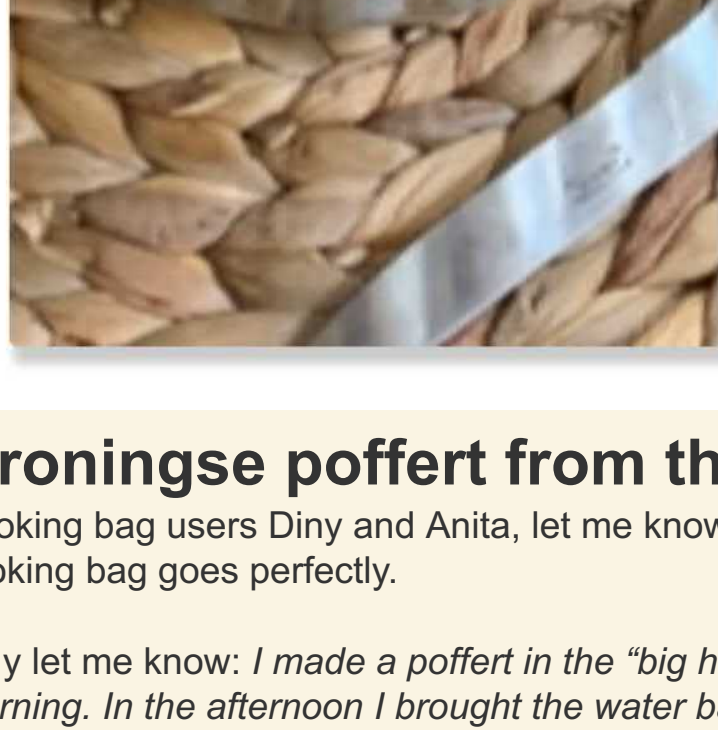 roningse poffert from th
oking bag users Diny and Anita, let me know
oking bag goes perfectly.
y let me know: I made a poffert in the “big h
rning. In the afternoon I brought the water ba